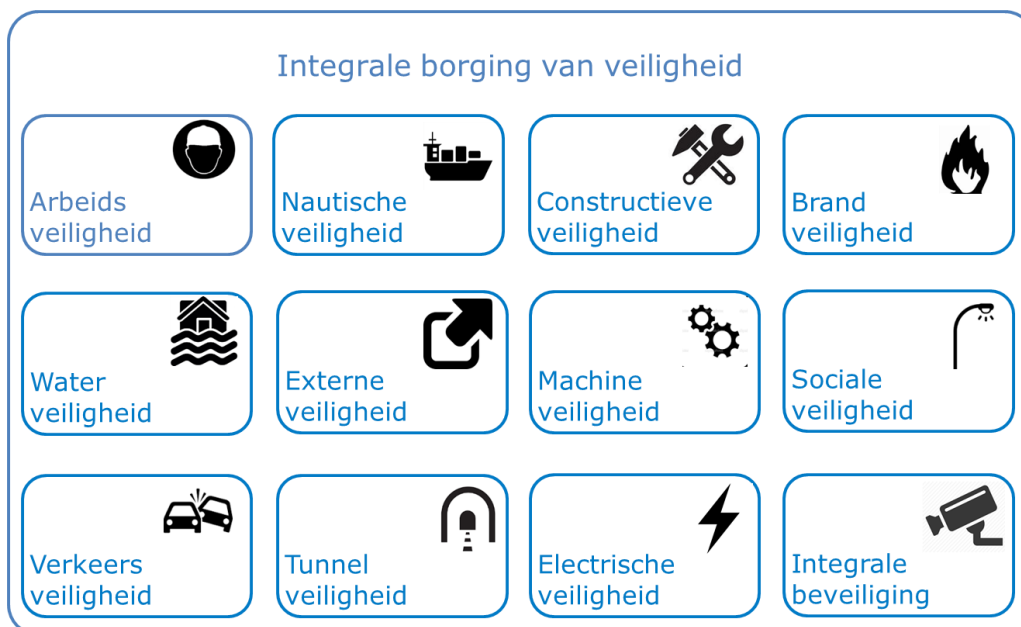 Integrale borging van veiligheid
Arbeids
veiligheid
Nautische
veiligheid
Constructieve
veiligheid
Brand
veiligheid
Water
veiligheid
Externe
veiligheid
Machine
veiligheid
Sociale
veiligheid
Verkeers
veiligheid
Tunnel
veiligheid
Electrische
veiligheid
Integrale
beveiliging